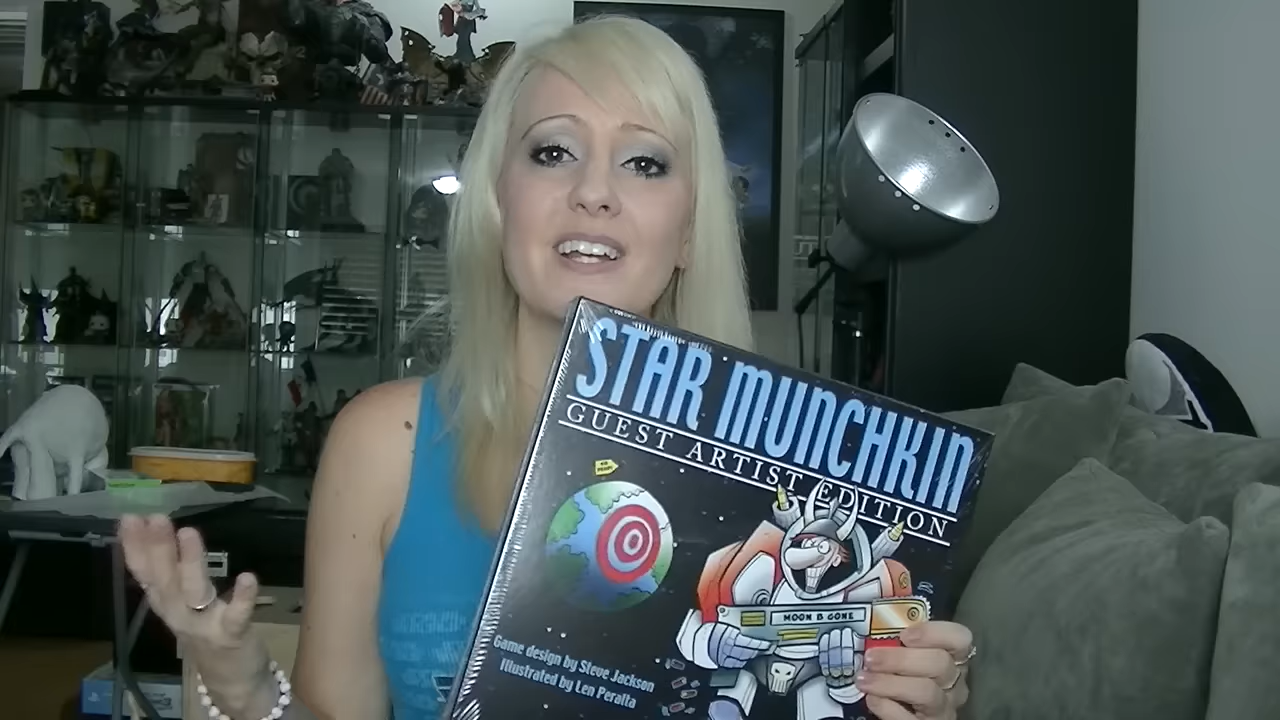 STAR MUNCHKIN
GUEST ARTIST EDITION
MOON B GONE
Game design by Steve Jackson
Illustrated by Len Peralta